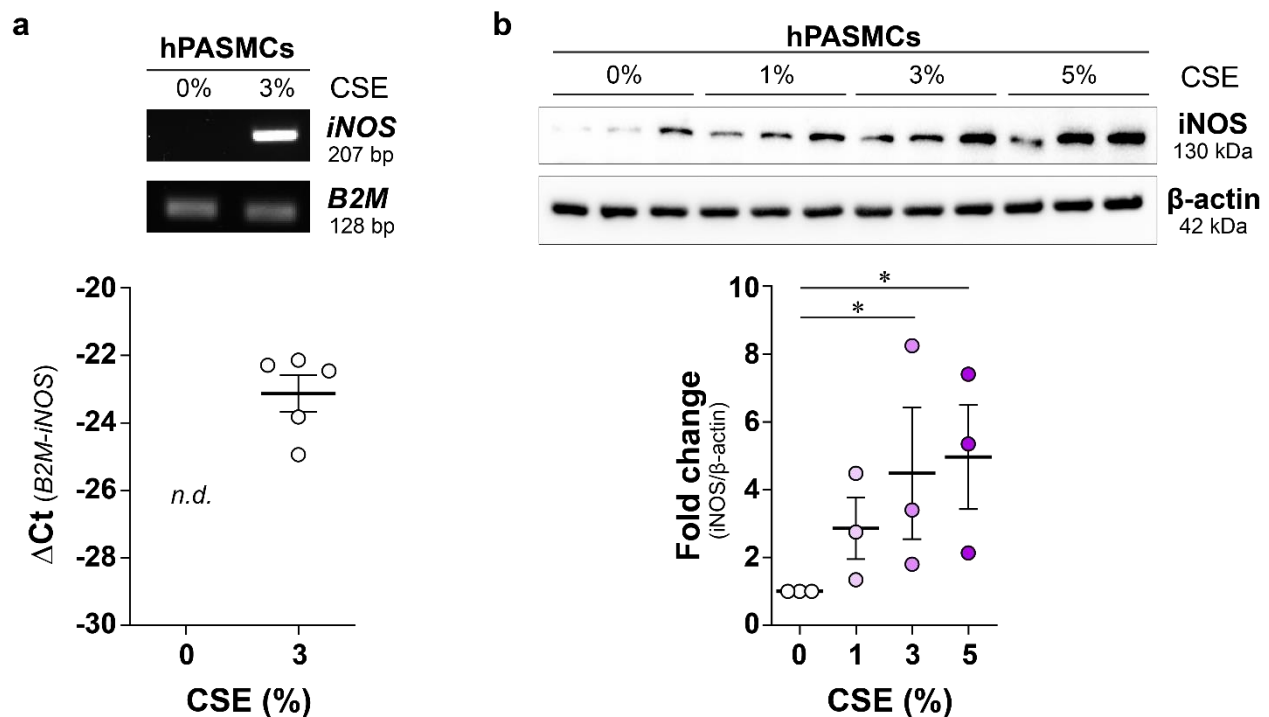 a
hPASMCs
0% 3% CSE
iNOS
207 bp
B2M
128 bp
-20
-22
-24
-26
-28
-30
ΔCt (B2M-iNOS)
n.d.
0 3
CSE (%)
b
hPASMCs
0% 1% 3% 5% CSE
iNOS
130 kDa
β-actin
42 kDa
10
8
6
4
2
0
Fold change
(iNOS/β-actin)
*
*
0 1 3 5
CSE (%)